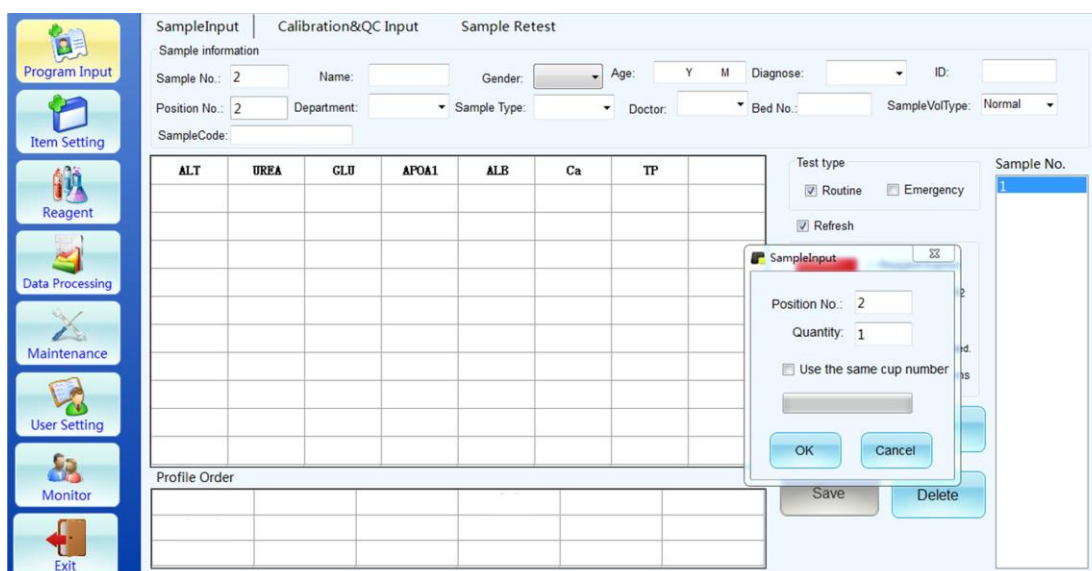 SampleInput
Calibration&QC Input
Sample Retest
Program Input
Item Setting
Reagent
Data Processing
Maintenance
User Setting
Monitor
Exit
Sample information
Sample No.: 2
Name:
Gender:
Age: Y M
Diagnose:
ID:
Position No.: 2
Department:
Sample Type:
Doctor:
Bed No.:
SampleVolType: Normal
SampleCode:
ALT UREA GLU APOA1 ALB Ca TP
Profile Order
Test type
Routine
Emergency
Refresh
Sample No.
1
SampleInput
Position No.: 2
Quantity: 1
Use the same cup number
OK
Cancel
2
ed.
ns
Save
Delete